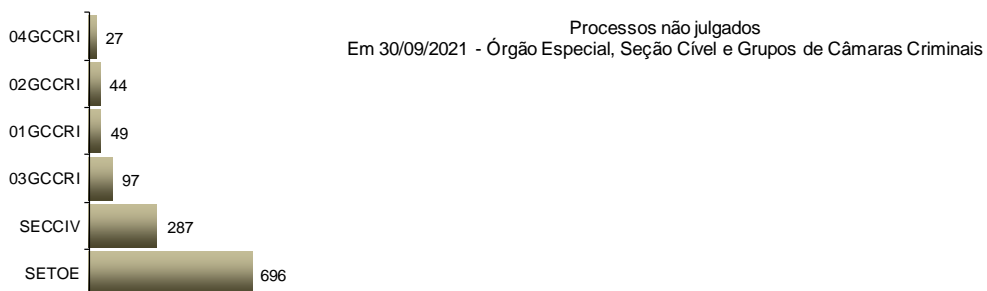 Processos não julgados
Em 30/09/2021 - Órgão Especial, Seção Cível e Grupos de Câmaras Criminais
04GCCRI 27
02GCCRI 44
01GCCRI 49
03GCCRI 97
SECCIV 287
SETOE 696